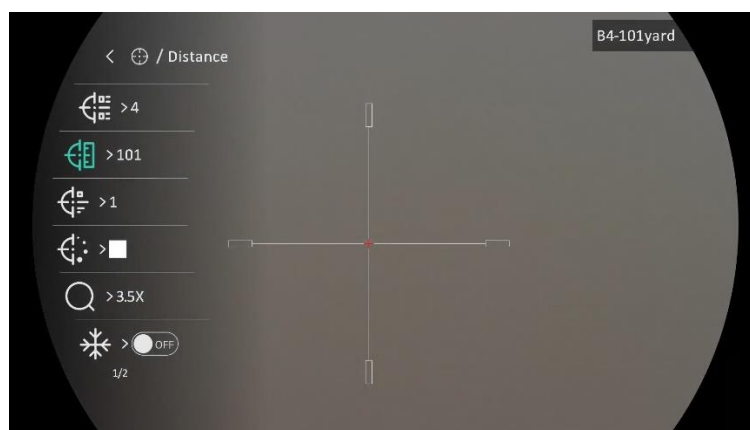 B4-101yard
< / Distance
>4
>101
>1
>
>3.5X
> OFF
1/2